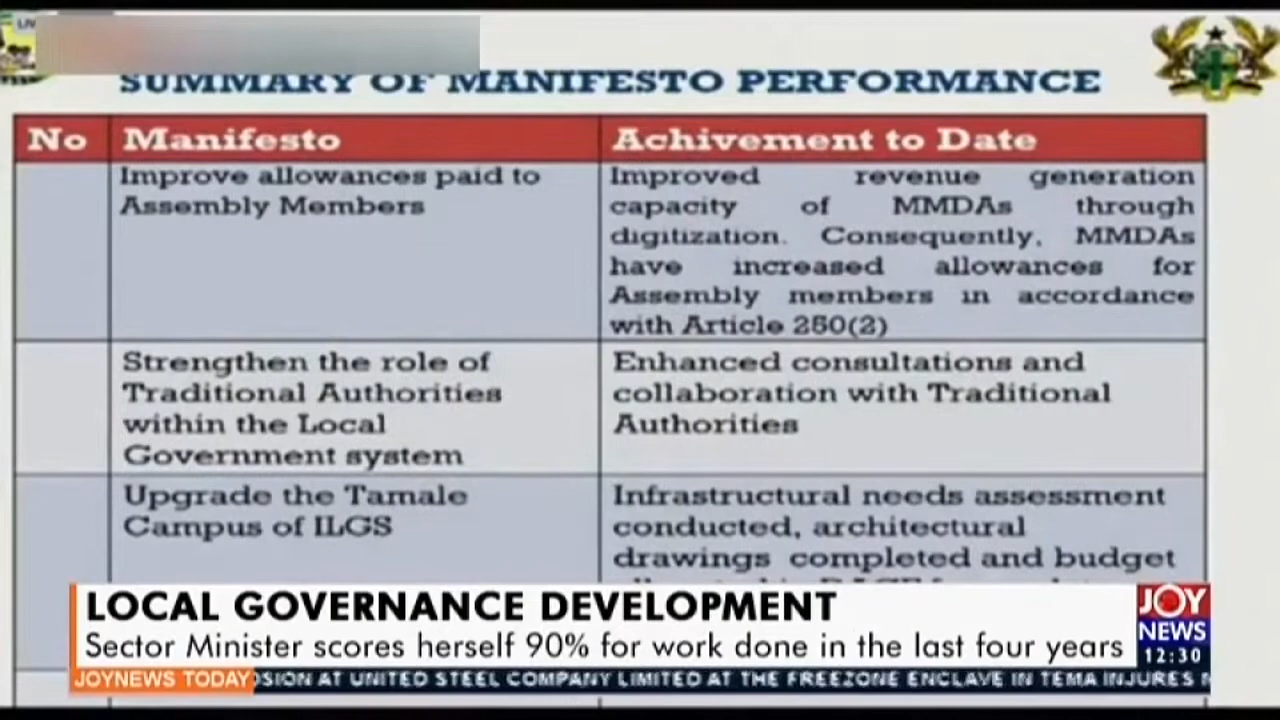 LIV
SUMMARY OF MANIFESTO PERFORMANCE
No Manifesto Achivement to Date
Improve allowances paid to
Assembly Members
Improved revenue generation
capacity of MMDAs through
digitization. Consequently, MMDAs
have increased allowances for
Assembly members in accordance
with Article 250(2)
Strengthen the role of
Traditional Authorities
within the Local
Government system
Enhanced consultations and
collaboration with Traditional
Authorities
Upgrade the Tamale
Campus of ILGS
Infrastructural needs assessment
conducted, architectural
drawings completed and budget
LOCAL GOVERNANCE DEVELOPMENT
Sector Minister scores herself 90% for work done in the last four years
JOY
NEWS
12:30
JOYNEWS TODAY OSION AT UNITED STEEL COMPANY LIMITED AT THE FREEZONE ENCLAVE IN TEMA INJURES